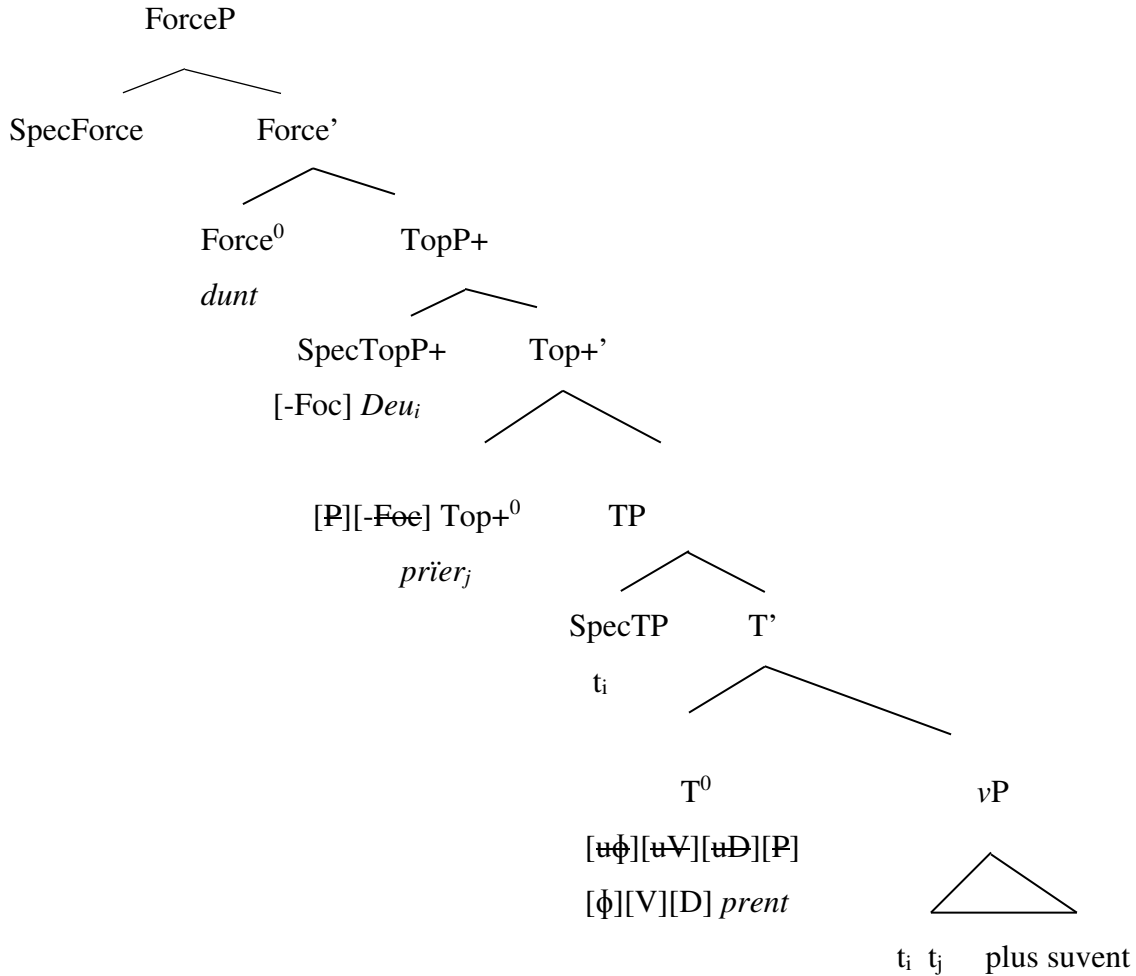 ForceP
SpecForce Force’
Force⁰ TopP+
dunt
SpecTopP+ Top+’
[-Foc] Deuᵢ
[P][-Foc] Top+⁰ TP
prïerⱼ
SpecTP T’
tᵢ
T⁰ vP
[uϕ][uV][uD][P]
[ϕ][V][D] prent
tᵢ tⱼ plus suvent